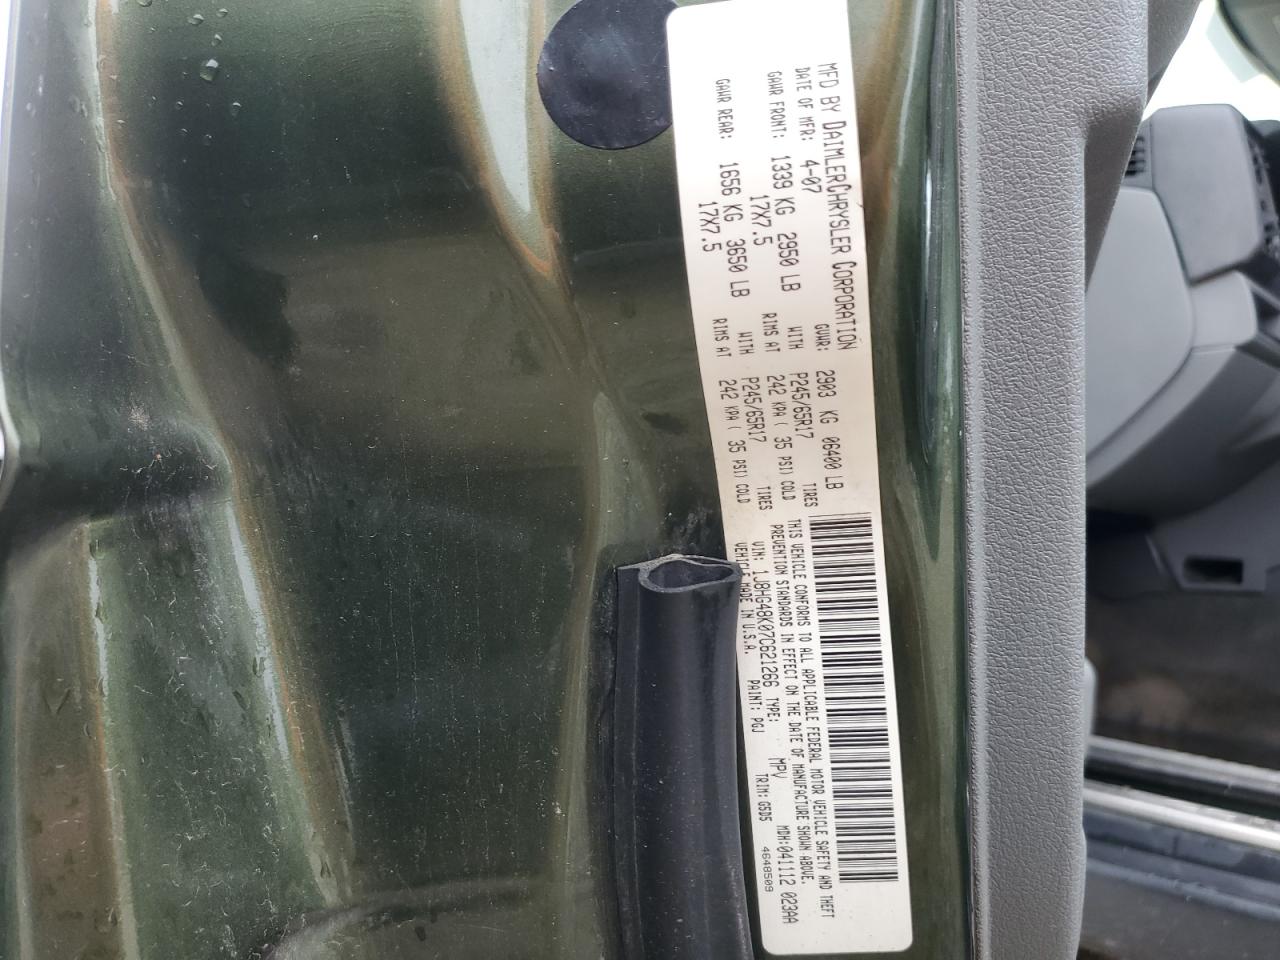 MFD BY DAIMLERCHRYSLER CORPORATION
DATE OF MFR: 4-07 GVWR: 2903 KG 06400 LB
GAWR FRONT: 1339 KG 2950 LB WITH P245/65R17 TIRES
17X7.5 RIMS AT 242 KPA( 35 PSI) COLD
GAWR REAR: 1656 KG 3650 LB WITH P245/65R17 TIRES
17X7.5 RIMS AT 242 KPA( 35 PSI) COLD
THIS VEHICLE CONFORMS TO ALL APPLICABLE FEDERAL MOTOR VEHICLE SAFETY AND THEFT
PREVENTION STANDARDS IN EFFECT ON THE DATE OF MANUFACTURE SHOWN ABOVE.
VIN: 1J8HG48K07C621266 TYPE: MPV MDH:041112 023AA
VEHICLE MADE IN U.S.A. PAINT: PGJ TRIM: G5D5 4648509